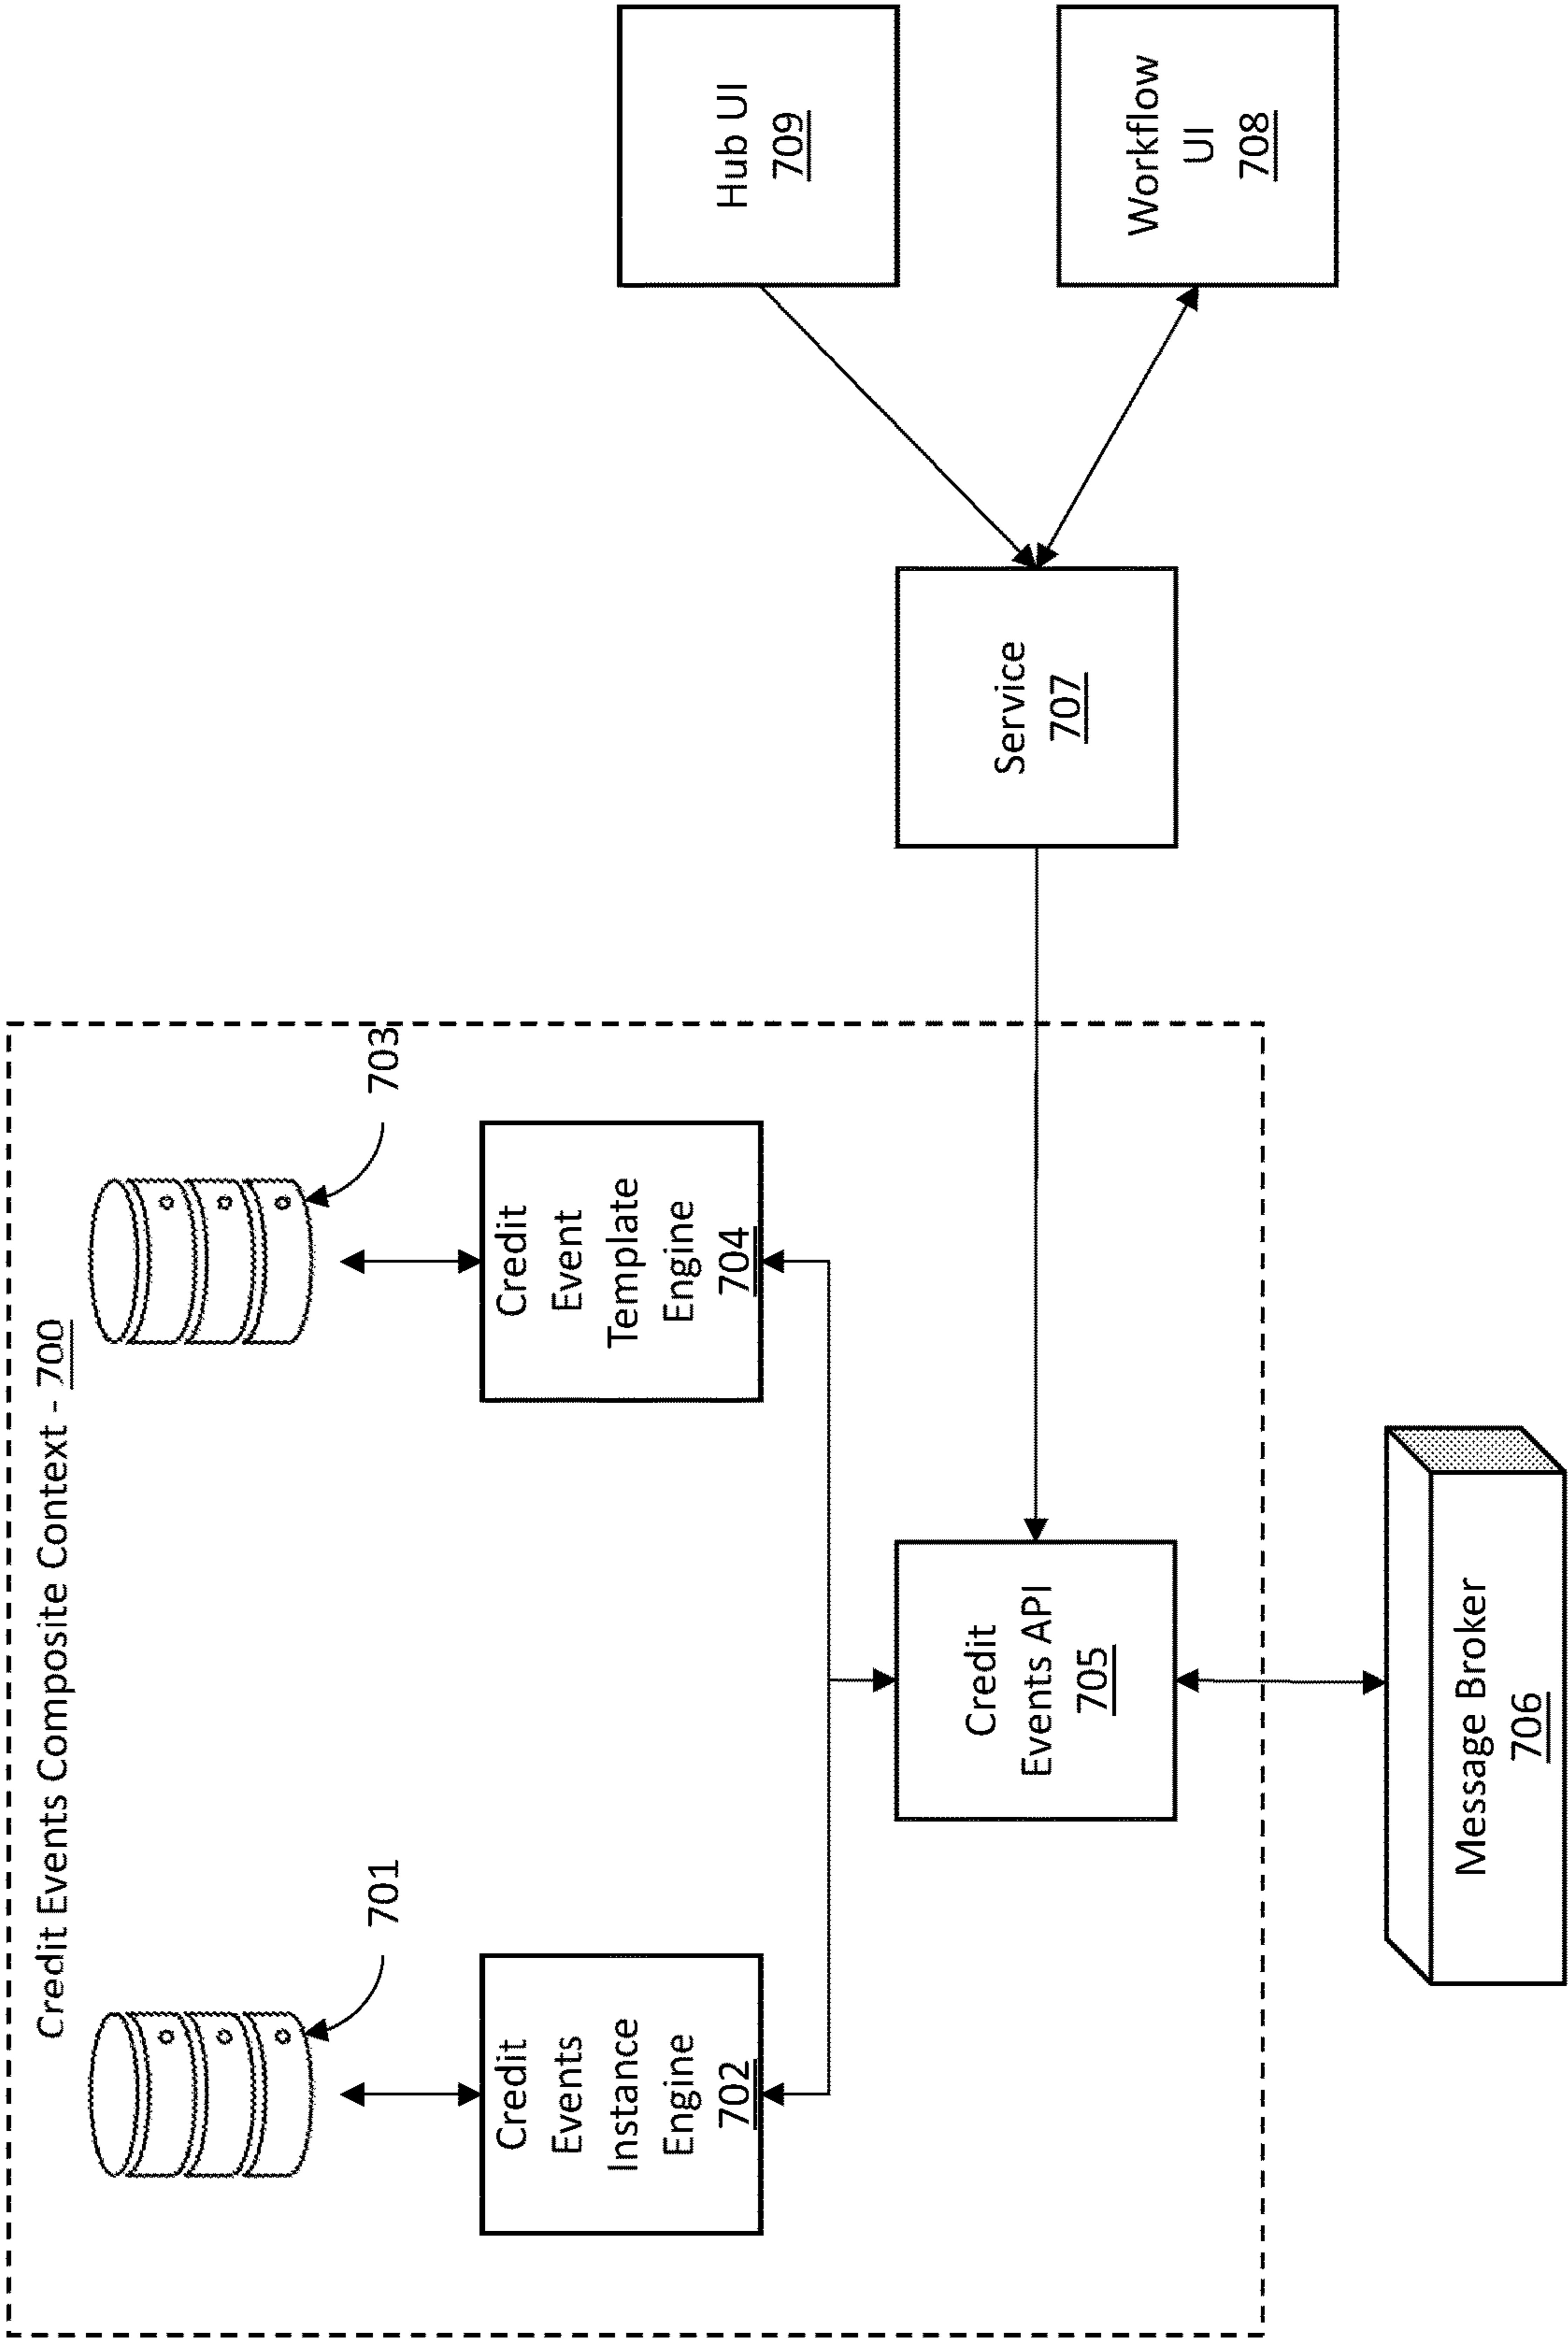 Credit Events Composite Context - 700
701
703
Credit
Events
Instance
Engine
702
Credit
Event
Template
Engine
704
Credit
Events API
705
Service
707
Hub UI
709
Workflow
UI
708
Message Broker
706